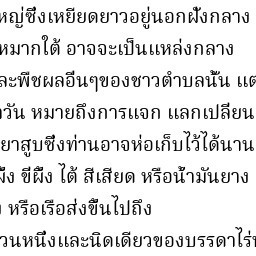 หญ่ซึ่งเหยียดยาวอยู่นอกฝั่งกลาง
หมากใต้ อาจจะเป็นแหล่งกลาง
ละพืชผลอื่นๆของชาวตำบลนั้น แต
วัน หมายถึงการแจก แลกเปลี่ยน
ยาสูบซึ่งท่านอาจห่อเก็บไว้ได้นาน
ผึ้ง ขี้ผึ้ง ไต้ สีเสียด หรือน้ำมันยาง
หรือเรือส่งขึ้นไปถึง
วนหนึ่งและนิดเดียวของบรรดาไร่